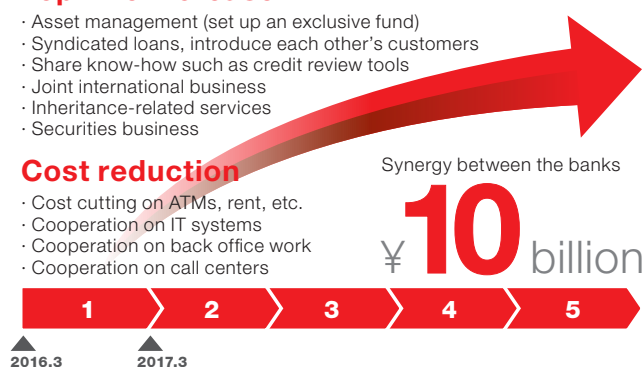 · Asset management (set up an exclusive fund)
· Syndicated loans, introduce each other’s customers
· Share know-how such as credit review tools
· Joint international business
· Inheritance-related services
· Securities business
Cost reduction
· Cost cutting on ATMs, rent, etc.
· Cooperation on IT systems
· Cooperation on back office work
· Cooperation on call centers
Synergy between the banks
¥10 billion
1 2 3 4 5
2016.3 2017.3